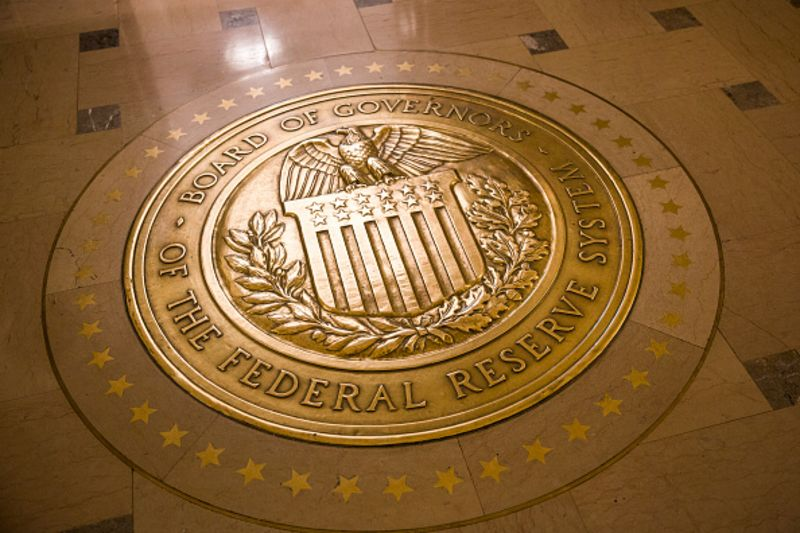 BOARD OF GOVERNORS
OF THE FEDERAL RESERVE SYSTEM